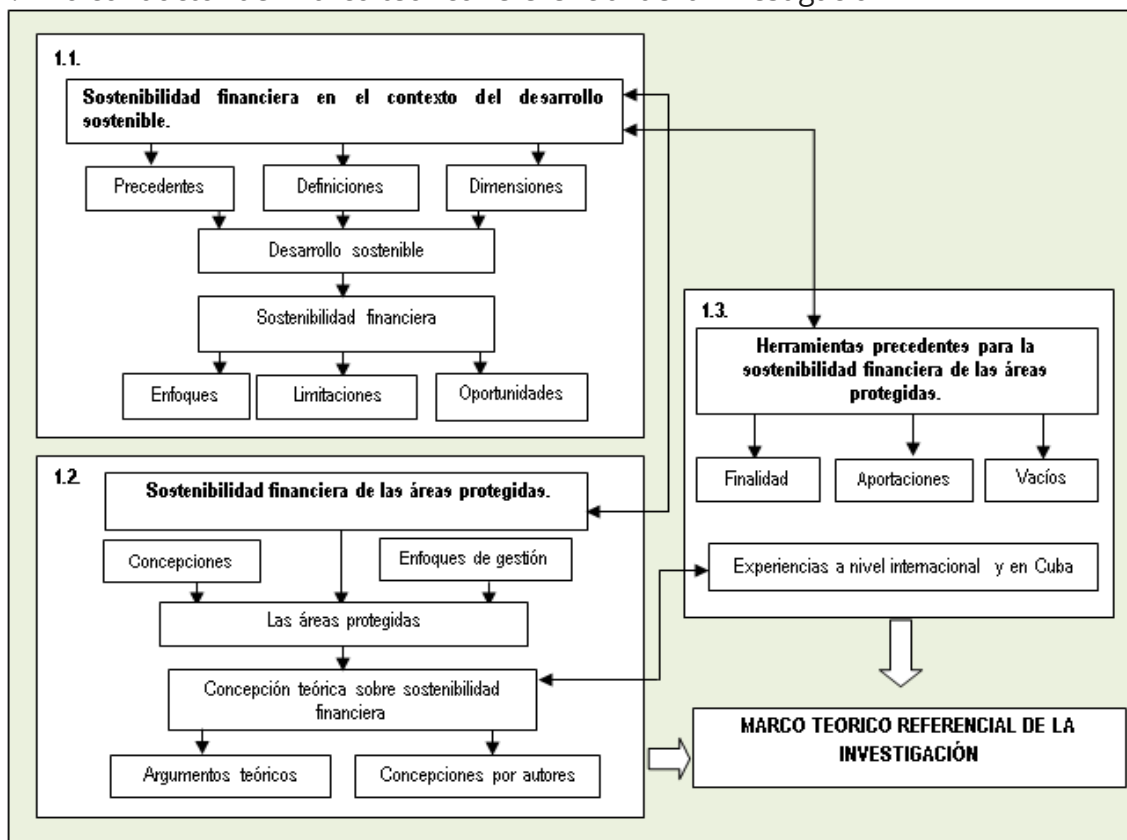 1.1.
Sostenibilidad financiera en el contexto del desarrollo
sostenible.
Precedentes
Definiciones
Dimensiones
Desarrollo sostenible
Sostenibilidad financiera
Enfoques
Limitaciones
Oportunidades
1.2.
Sostenibilidad financiera de las áreas protegidas.
Concepciones
Enfoques de gestión
Las áreas protegidas
Concepción teórica sobre sostenibilidad
financiera
Argumentos teóricos
Concepciones por autores
1.3.
Herramientas precedentes para la
sostenibilidad financiera de las áreas
protegidas.
Finalidad
Aportaciones
Vacíos
Experiencias a nivel internacional y en Cuba
MARCO TEORICO REFERENCIAL DE LA
INVESTIGACIÓN